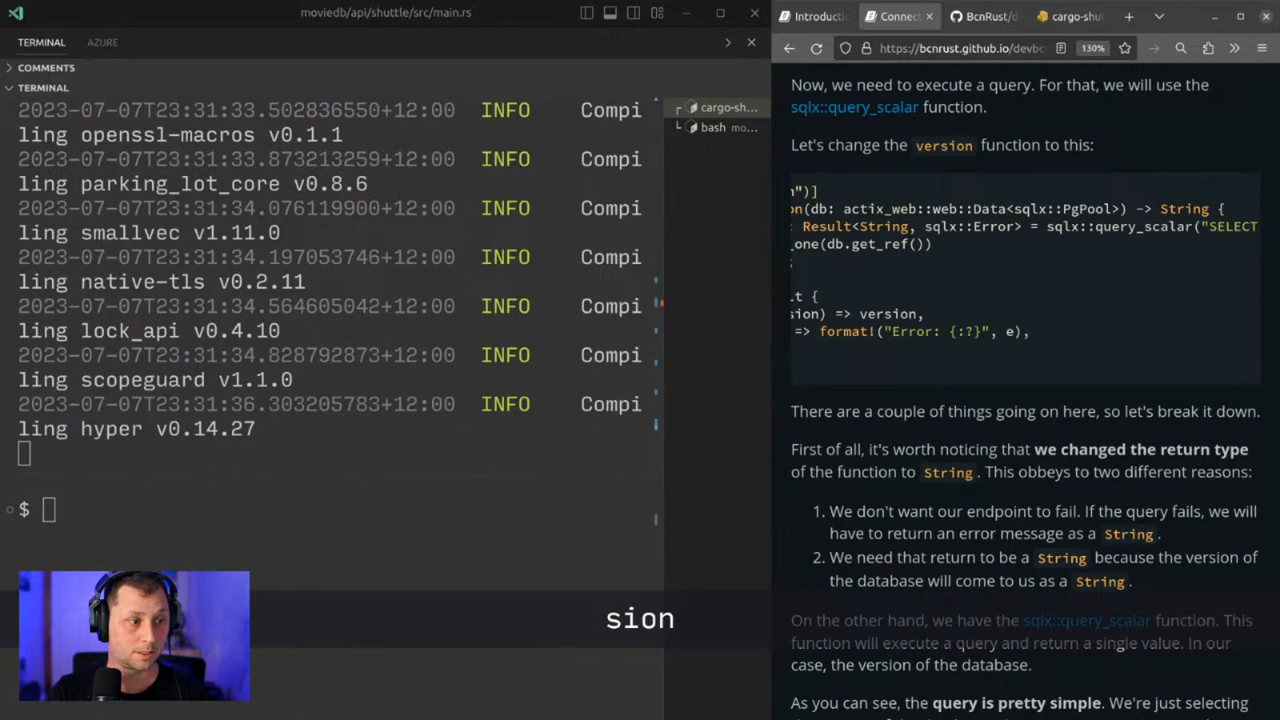 moviedb/api/shuttle/src/main.rs
TERMINAL
AZURE
COMMENTS
TERMINAL
2023-07-07T23:31:33.502836550+12:00 INFO Compi
ling openssl-macros v0.1.1
2023-07-07T23:31:33.873213259+12:00 INFO Compi
ling parking_lot_core v0.8.6
2023-07-07T23:31:34.076119900+12:00 INFO Compi
ling smallvec v1.11.0
2023-07-07T23:31:34.197053746+12:00 INFO Compi
ling native-tls v0.2.11
2023-07-07T23:31:34.564605042+12:00 INFO Compi
ling lock_api v0.4.10
2023-07-07T23:31:34.828792873+12:00 INFO Compi
ling scopeguard v1.1.0
2023-07-07T23:31:36.303205783+12:00 INFO Compi
ling hyper v0.14.27
$
cargo-sh...
bash mo...
sion
Introductio
Connect
BcnRust/d
cargo-shu
https://bcnrust.github.io/devbc
130%
Now, we need to execute a query. For that, we will use the
sqlx::query_scalar function.
Let's change the version function to this:
n")]
on(db: actix_web::web::Data<sqlx::PgPool>) -> String {
: Result<String, sqlx::Error> = sqlx::query_scalar("SELECT
_one(db.get_ref())
;
lt {
sion) => version,
=> format!("Error: {:?}", e),
There are a couple of things going on here, so let's break it down.
First of all, it's worth noticing that we changed the return type
of the function to String. This obbeys to two different reasons:
1. We don't want our endpoint to fail. If the query fails, we will
have to return an error message as a String.
2. We need that return to be a String because the version of
the database will come to us as a String.
On the other hand, we have the sqlx::query_scalar function. This
function will execute a query and return a single value. In our
case, the version of the database.
As you can see, the query is pretty simple. We're just selecting